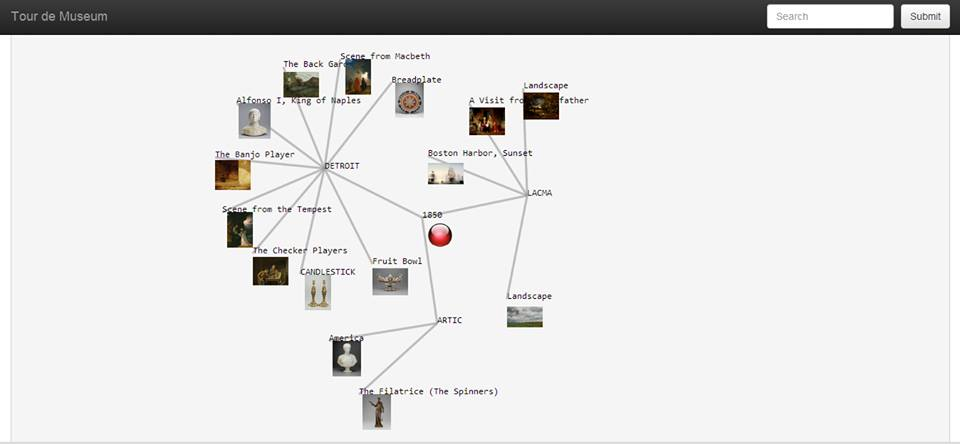 Tour de Museum
Search
Submit
Scene from Macbeth
The Back Gard
Breadplate
Landscape
Alfonso I, King of Naples
A Visit fro father
The Banjo Player
Boston Harbor, Sunset
DETROIT
LACMA
Scene from the Tempest
1850
The Checker Players
Fruit Bowl
CANDLESTICK
Landscape
ARTIC
America
The Filatrice (The Spinners)